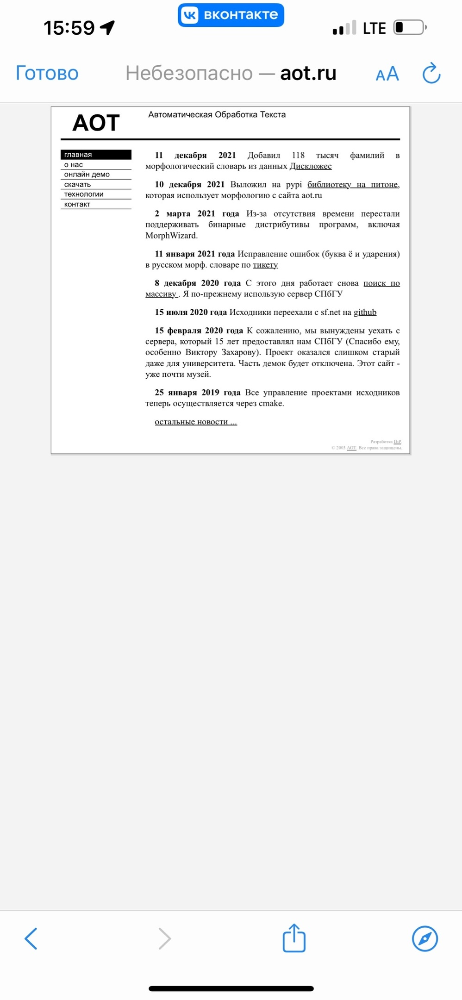 15:59
вконтакте
LTE
Готово
Небезопасно — aot.ru
АА
АОТ
Автоматическая Обработка Текста
главная
о нас
онлайн демо
скачать
технологии
контакт
11 декабря 2021 Добавил 118 тысяч фамилий в
морфологический словарь из данных Дискложес
10 декабря 2021 Выложил на pypi библиотеку на питоне,
которая использует морфологию с сайта aot.ru
2 марта 2021 года Из-за отсутствия времени перестали
поддерживать бинарные дистрибутивы программ, включая
MorphWizard.
11 января 2021 года Исправление ошибок (буква ё и ударения)
в русском морф. словаре по тикету
8 декабря 2020 года С этого дня работает снова поиск по
массиву . Я по-прежнему использую сервер СПбГУ
15 июля 2020 года Исходники переехали с sf.net на github
15 февраля 2020 года К сожалению, мы вынуждены уехать с
сервера, который 15 лет предоставлял нам СПбГУ (Спасибо ему,
особенно Виктору Захарову). Проект оказался слишком старый
даже для университета. Часть демок будет отключена. Этот сайт -
уже почти музей.
25 января 2019 года Все управление проектами исходников
теперь осуществляется через cmake.
остальные новости ...
Разработка DiP.
© 2003 АОТ. Все права защищены.